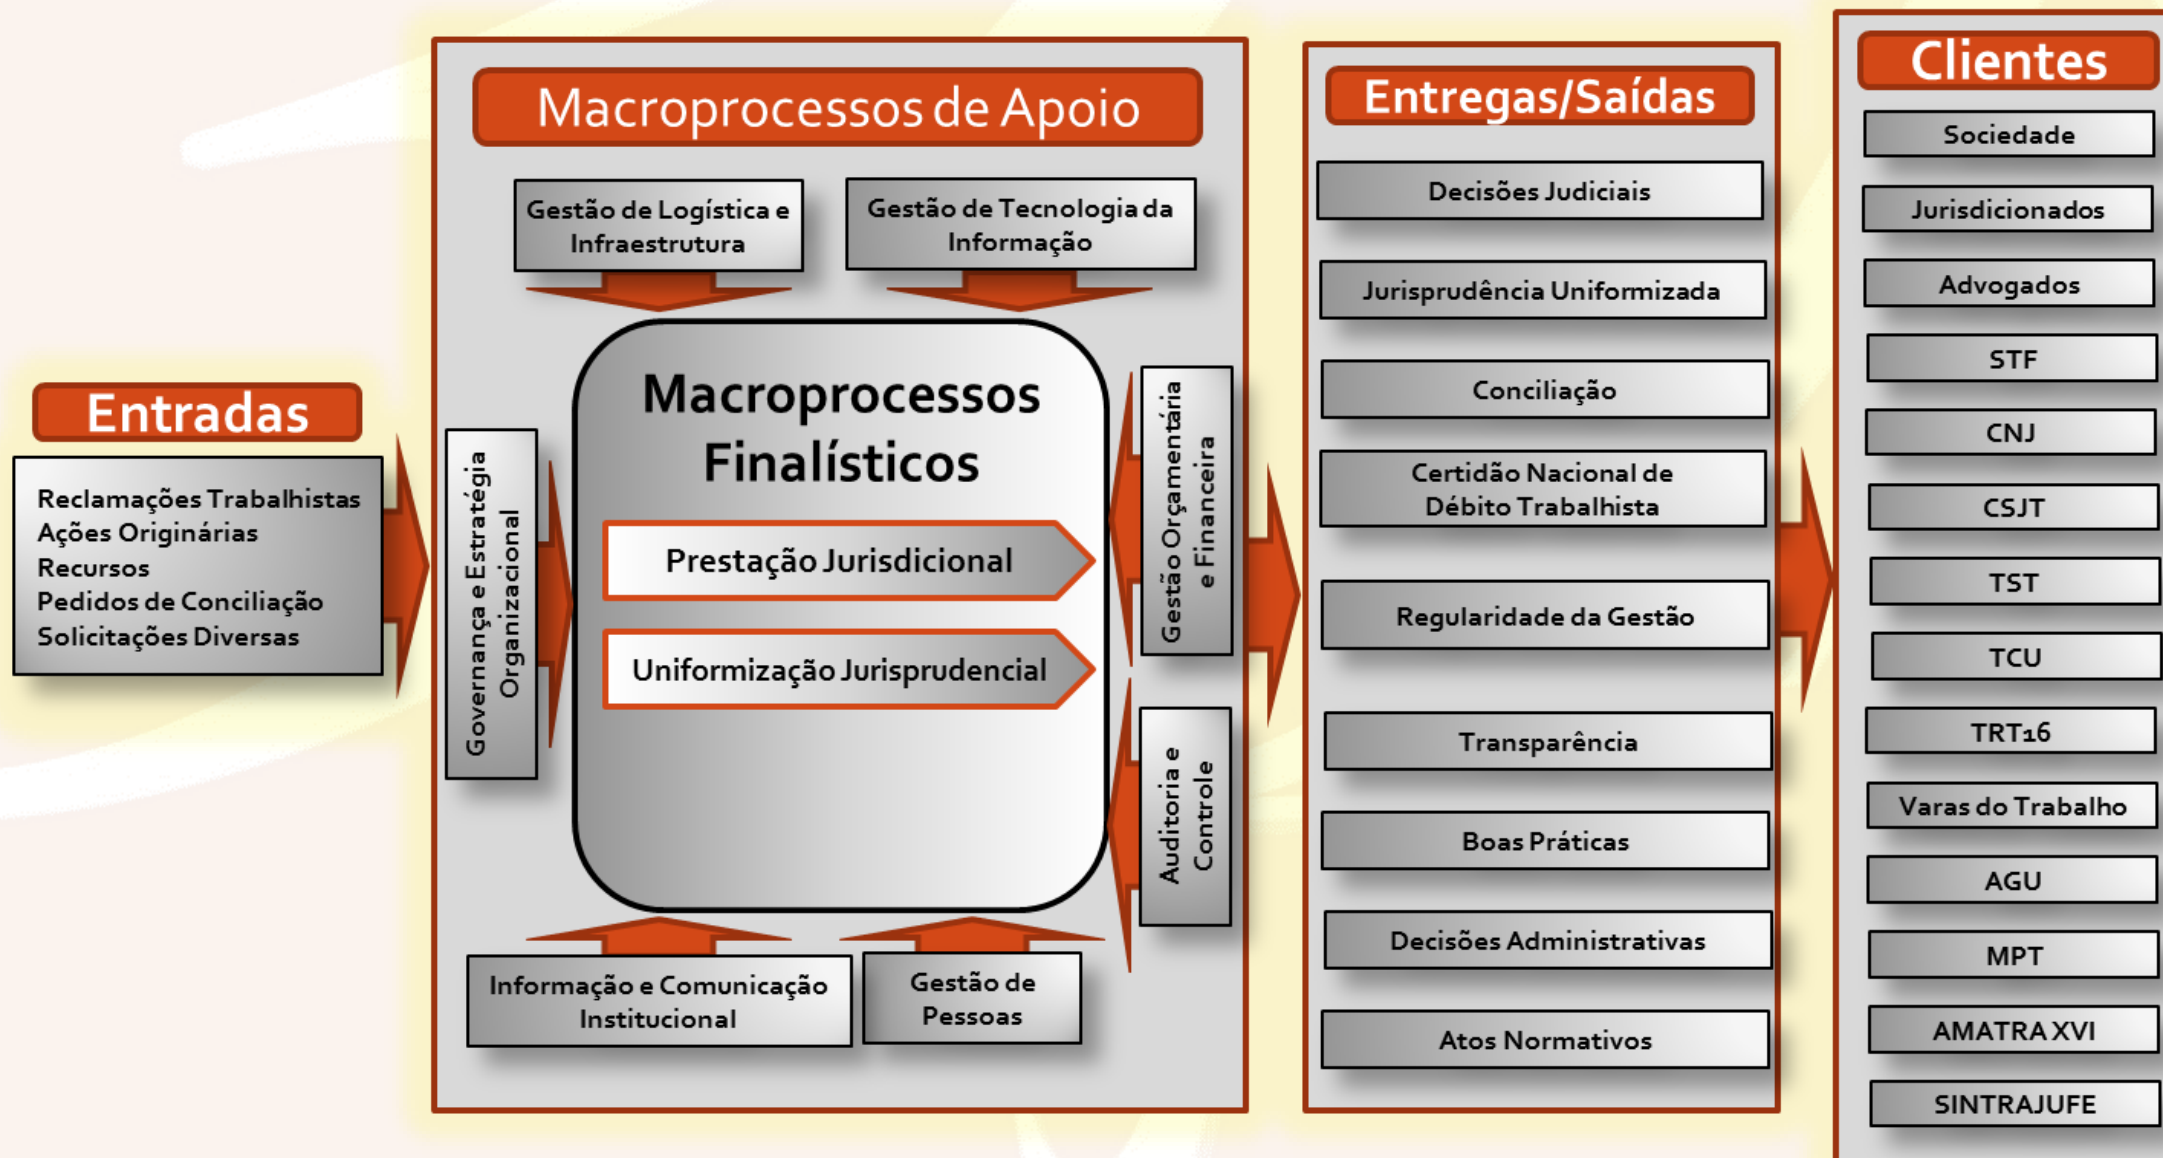 Entradas
Reclamações Trabalhistas
Ações Originárias
Recursos
Pedidos de Conciliação
Solicitações Diversas
Macroprocessos de Apoio
Gestão de Logística e
Infraestrutura
Gestão de Tecnologia da
Informação
Governança e Estratégia
Organizacional
Macroprocessos
Finalísticos
Prestação Jurisdicional
Uniformização Jurisprudencial
Gestão Orçamentária
e Financeira
Auditoria e
Controle
Informação e Comunicação
Institucional
Gestão de
Pessoas
Entregas/Saídas
Decisões Judiciais
Jurisprudência Uniformizada
Conciliação
Certidão Nacional de
Débito Trabalhista
Regularidade da Gestão
Transparência
Boas Práticas
Decisões Administrativas
Atos Normativos
Clientes
Sociedade
Jurisdicionados
Advogados
STF
CNJ
CSJT
TST
TCU
TRT16
Varas do Trabalho
AGU
MPT
AMATRA XVI
SINTRAJUFE